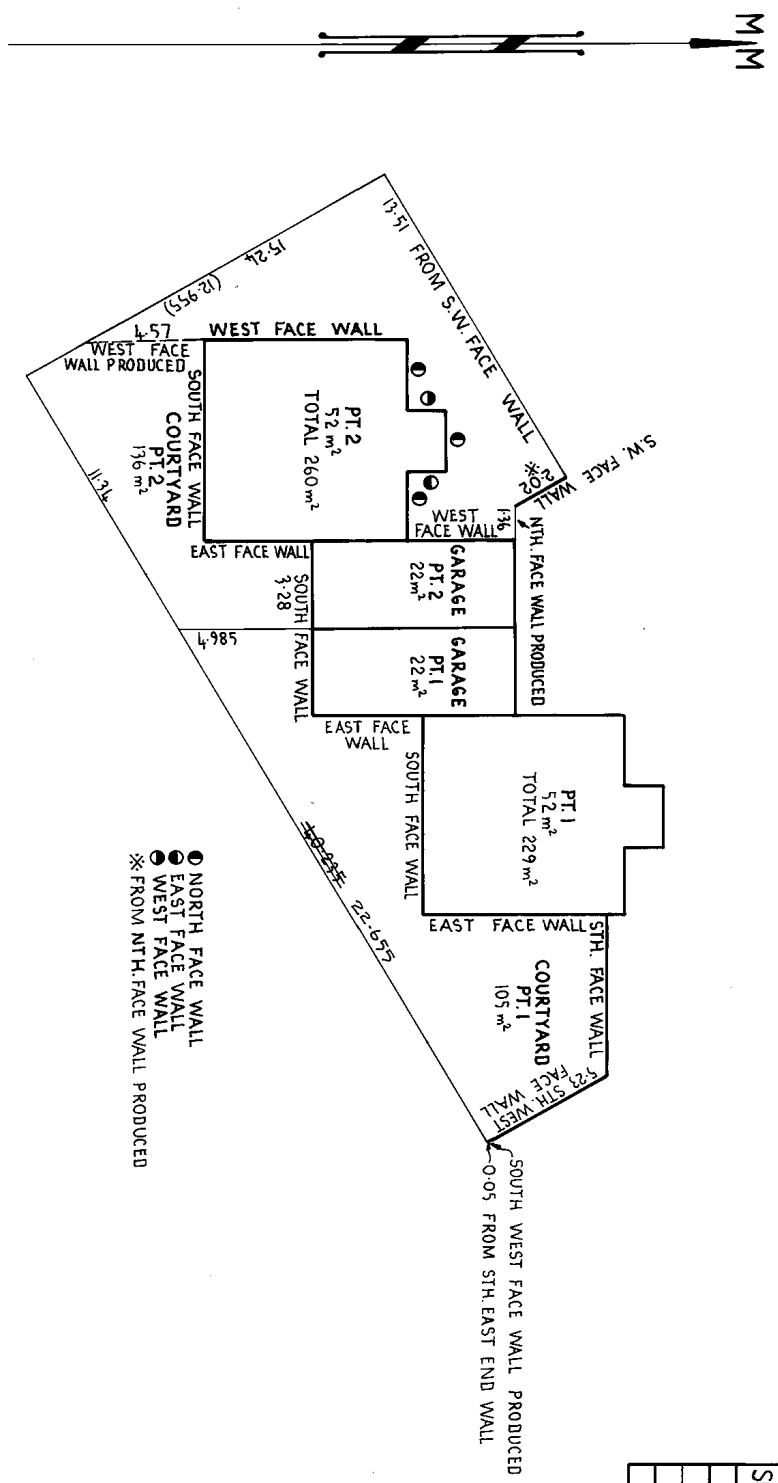 M M
13·51 FROM S.W. FACE WALL
S.W. FACE WALL
2·02
※
15·24
(12·955)
4·57
WEST FACE
WALL PRODUCED
WEST FACE WALL
SOUTH FACE WALL
COURTYARD
PT.2
136 m²
PT.2
52 m²
TOTAL 260 m²
EAST FACE WALL
WEST
FACE WALL
1·36
NTH. FACE WALL PRODUCED
GARAGE
PT.2
22 m²
GARAGE
PT.1
22 m²
SOUTH FACE WALL
3·28
11·34
4·985
EAST FACE
WALL
SOUTH FACE WALL
PT.1
52 m²
TOTAL 229 m²
EAST FACE WALL
STH. FACE WALL
COURTYARD
PT.1
105 m²
5·23 STH. WEST
FACE WALL
40·235 22·655
SOUTH WEST FACE WALL PRODUCED
0·05 FROM STH. EAST END WALL
NORTH FACE WALL
EAST FACE WALL
WEST FACE WALL
※ FROM NTH. FACE WALL PRODUCED
S